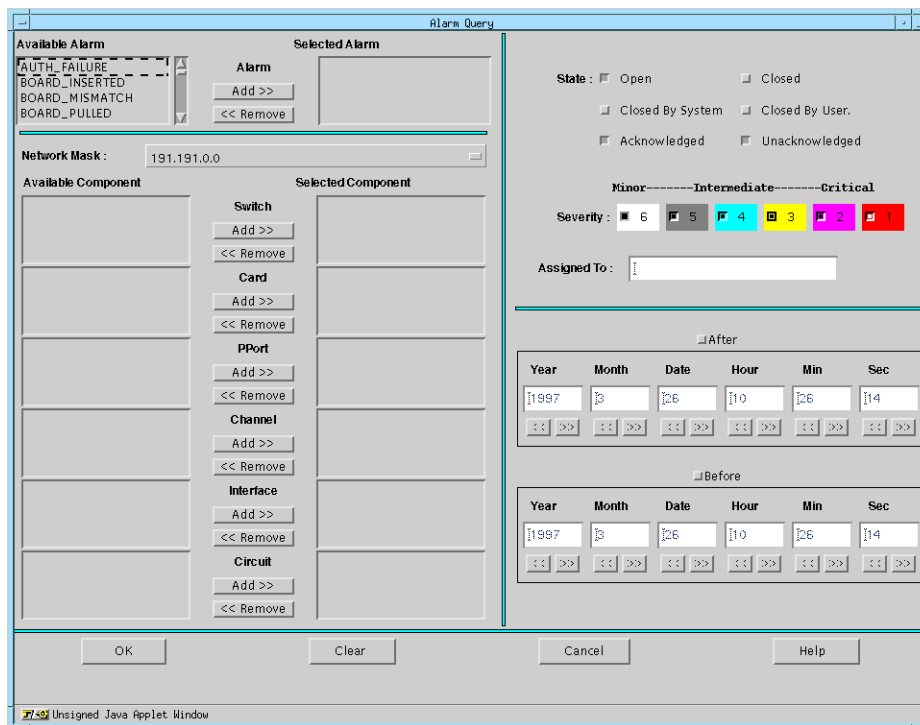 Alarm Query
Available Alarm
Selected Alarm
AUTH_FAILURE
BOARD_INSERTED
BOARD_MISMATCH
BOARD_PULLED
Alarm
Add >>
<< Remove
Network Mask :
191.191.0.0
Available Component
Selected Component
Switch
Add >>
<< Remove
Card
Add >>
<< Remove
PPort
Add >>
<< Remove
Channel
Add >>
<< Remove
Interface
Add >>
<< Remove
Circuit
Add >>
<< Remove
State : Open Closed
Closed By System Closed By User.
Acknowledged Unacknowledged
Minor-------Intermediate-------Critical
Severity : 6 5 4 3 2 1
Assigned To :
After
Year Month Date Hour Min Sec
1997 3 26 10 26 14
<< >> << >> << >> << >> << >> << >>
Before
Year Month Date Hour Min Sec
1997 3 26 10 26 14
<< >> << >> << >> << >> << >> << >>
OK Clear Cancel Help
Unsigned Java Applet Window